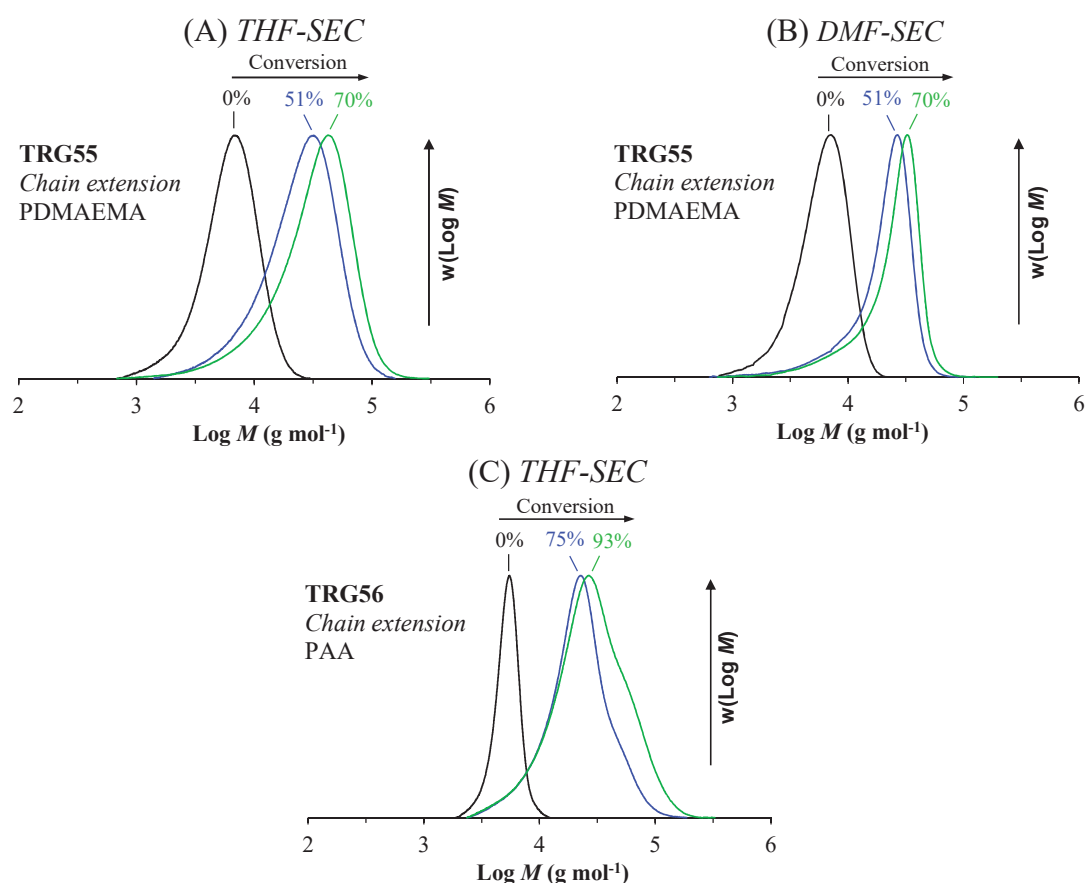 (A) THF-SEC
Conversion
0% 51% 70%
TRG55
Chain extension
PDMAEMA
w(Log M)
2 3 4 5 6
Log M (g mol⁻¹)
(B) DMF-SEC
Conversion
0% 51% 70%
TRG55
Chain extension
PDMAEMA
w(Log M)
2 3 4 5 6
Log M (g mol⁻¹)
(C) THF-SEC
Conversion
0% 75% 93%
TRG56
Chain extension
PAA
w(Log M)
2 3 4 5 6
Log M (g mol⁻¹)